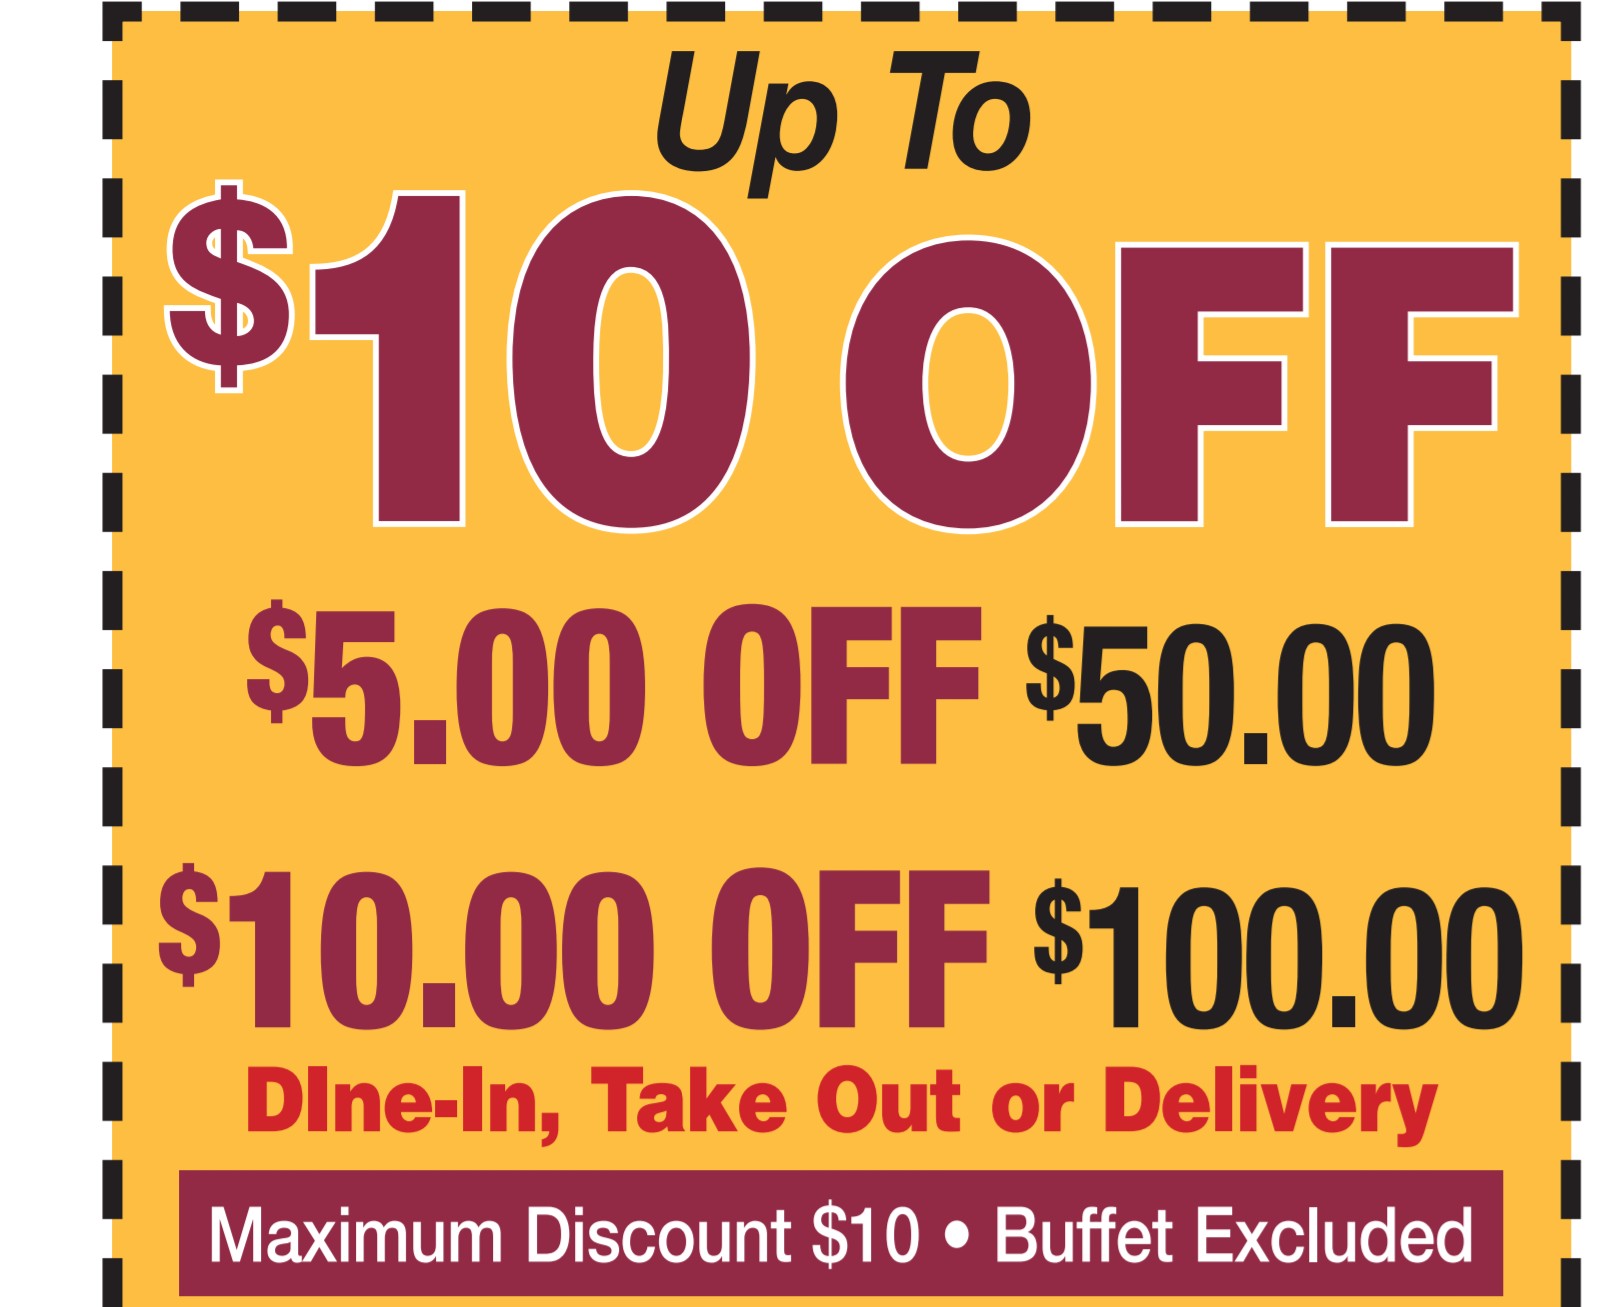 Up To
$10 OFF
$5.00 OFF $50.00
$10.00 OFF $100.00
DIne-In, Take Out or Delivery
Maximum Discount $10 • Buffet Excluded